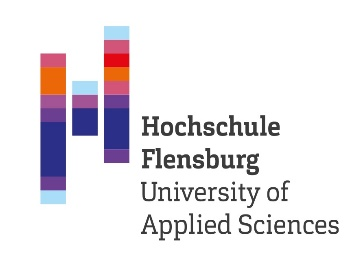 Hochschule
Flensburg
University of
Applied Sciences